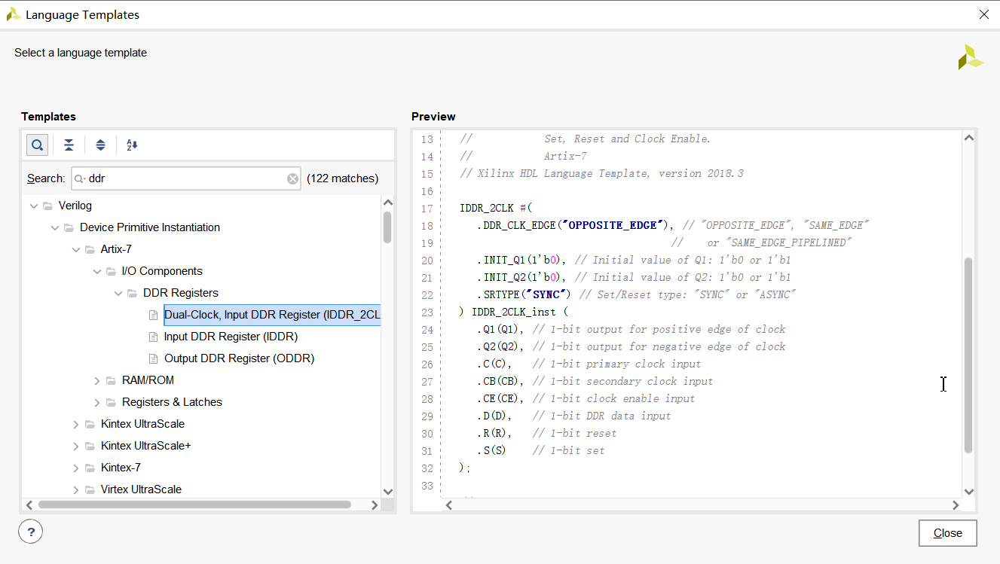 Language Templates
Select a language template
Templates
Search: ddr (122 matches)
Verilog
Device Primitive Instantiation
Artix-7
I/O Components
DDR Registers
Dual-Clock, Input DDR Register (IDDR_2CL
Input DDR Register (IDDR)
Output DDR Register (ODDR)
RAM/ROM
Registers & Latches
Kintex UltraScale
Kintex UltraScale+
Kintex-7
Virtex UltraScale
?
Preview
13 // Set, Reset and Clock Enable.
14 // Artix-7
15 // Xilinx HDL Language Template, version 2018.3
16
17 IDDR_2CLK #(
18 .DDR_CLK_EDGE("OPPOSITE_EDGE"), // "OPPOSITE_EDGE", "SAME_EDGE"
19 // or "SAME_EDGE_PIPELINED"
20 .INIT_Q1(1'b0), // Initial value of Q1: 1'b0 or 1'b1
21 .INIT_Q2(1'b0), // Initial value of Q2: 1'b0 or 1'b1
22 .SRTYPE("SYNC") // Set/Reset type: "SYNC" or "ASYNC"
23 ) IDDR_2CLK_inst (
24 .Q1(Q1), // 1-bit output for positive edge of clock
25 .Q2(Q2), // 1-bit output for negative edge of clock
26 .C(C), // 1-bit primary clock input
27 .CB(CB), // 1-bit secondary clock input
28 .CE(CE), // 1-bit clock enable input
29 .D(D), // 1-bit DDR data input
30 .R(R), // 1-bit reset
31 .S(S) // 1-bit set
32 );
33
Close